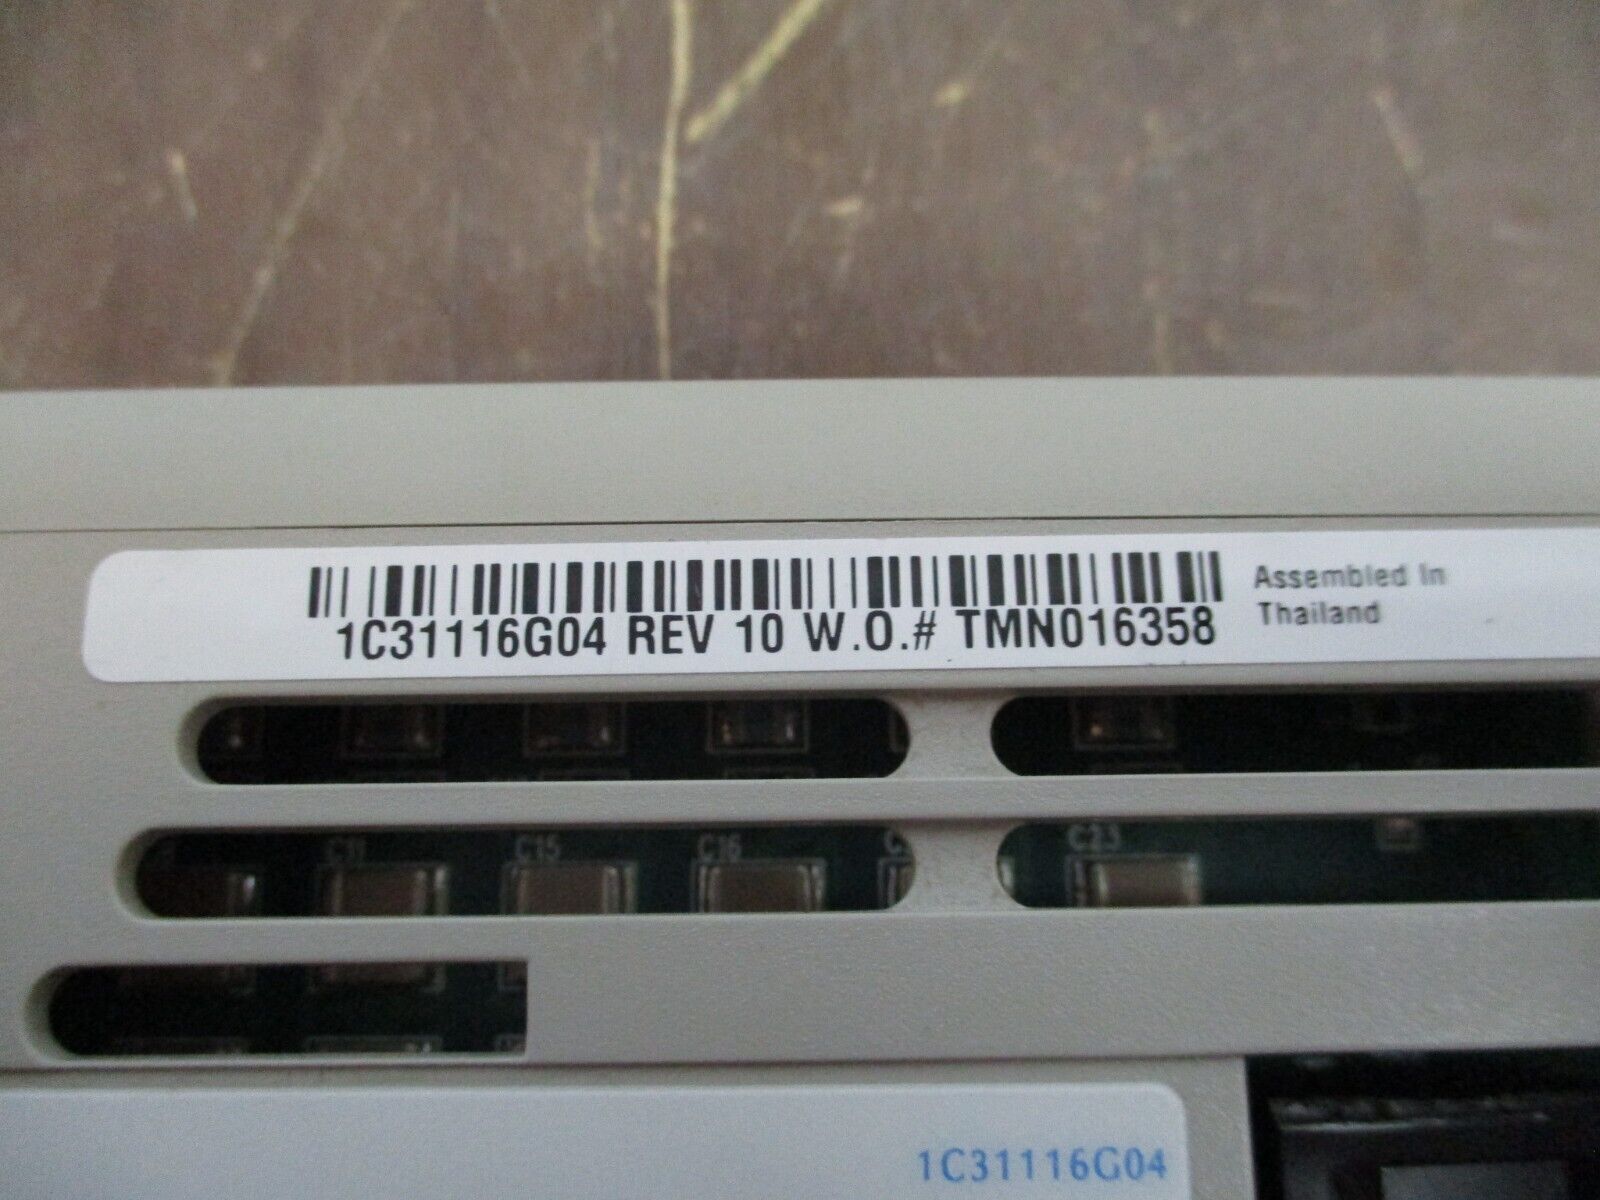 1C31116G04 REV 10 W.O.# TMN016358
Assembled In
Thailand
C11
C15
C16
C23
1C31116G04